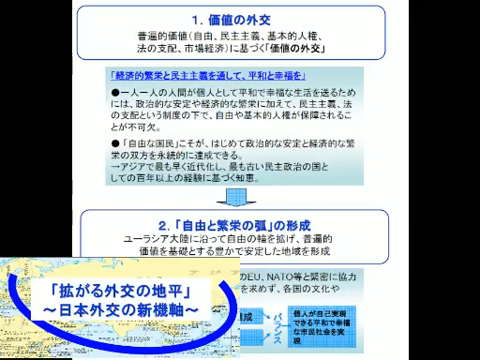 1．価値の外交
普遍的価値（自由、民主主義、基本的人権、
法の支配、市場経済）に基づく「価値の外交」
「経済的繁栄と民主主義を通して、平和と幸福を」
●一人一人の人間が個人として平和で幸福な生活を送るため
には、政治的な安定や経済的な繁栄に加えて、民主主義、法
の支配という制度の下で、自由や基本的人権が保障されるこ
とが不可欠。
●「自由な国民」こそが、はじめて政治的な安定と経済的な繁
栄の双方を永続的に達成できる。
→アジアで最も早く近代化し、最も古い民主政治の国と
しての百年以上の経験に基づく知恵。
2．「自由と繁栄の弧」の形成
ユーラシア大陸に沿って自由の輪を拡げ、普遍的
価値を基礎とする豊かで安定した地域を形成
のEU、NATO等と緊密に協力
を求めず、各国の文化や
「拡がる外交の地平」
～日本外交の新機軸～
バランス
個人が自己実現
できる平和で幸福
な市民社会を実
現